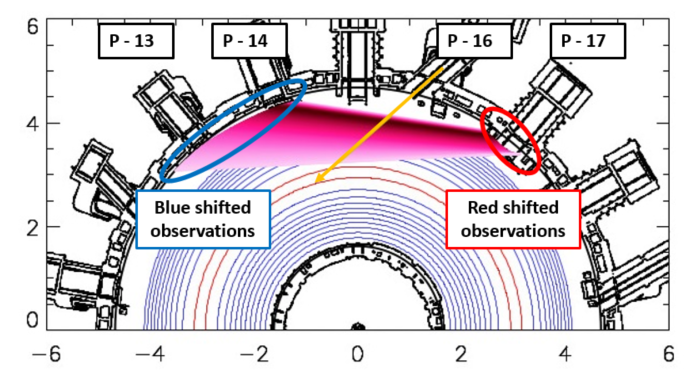 6
P - 13
P - 14
P - 16
P - 17
4
Blue shifted
observations
Red shifted
observations
2
0
−6
−4
−2
0
2
4
6